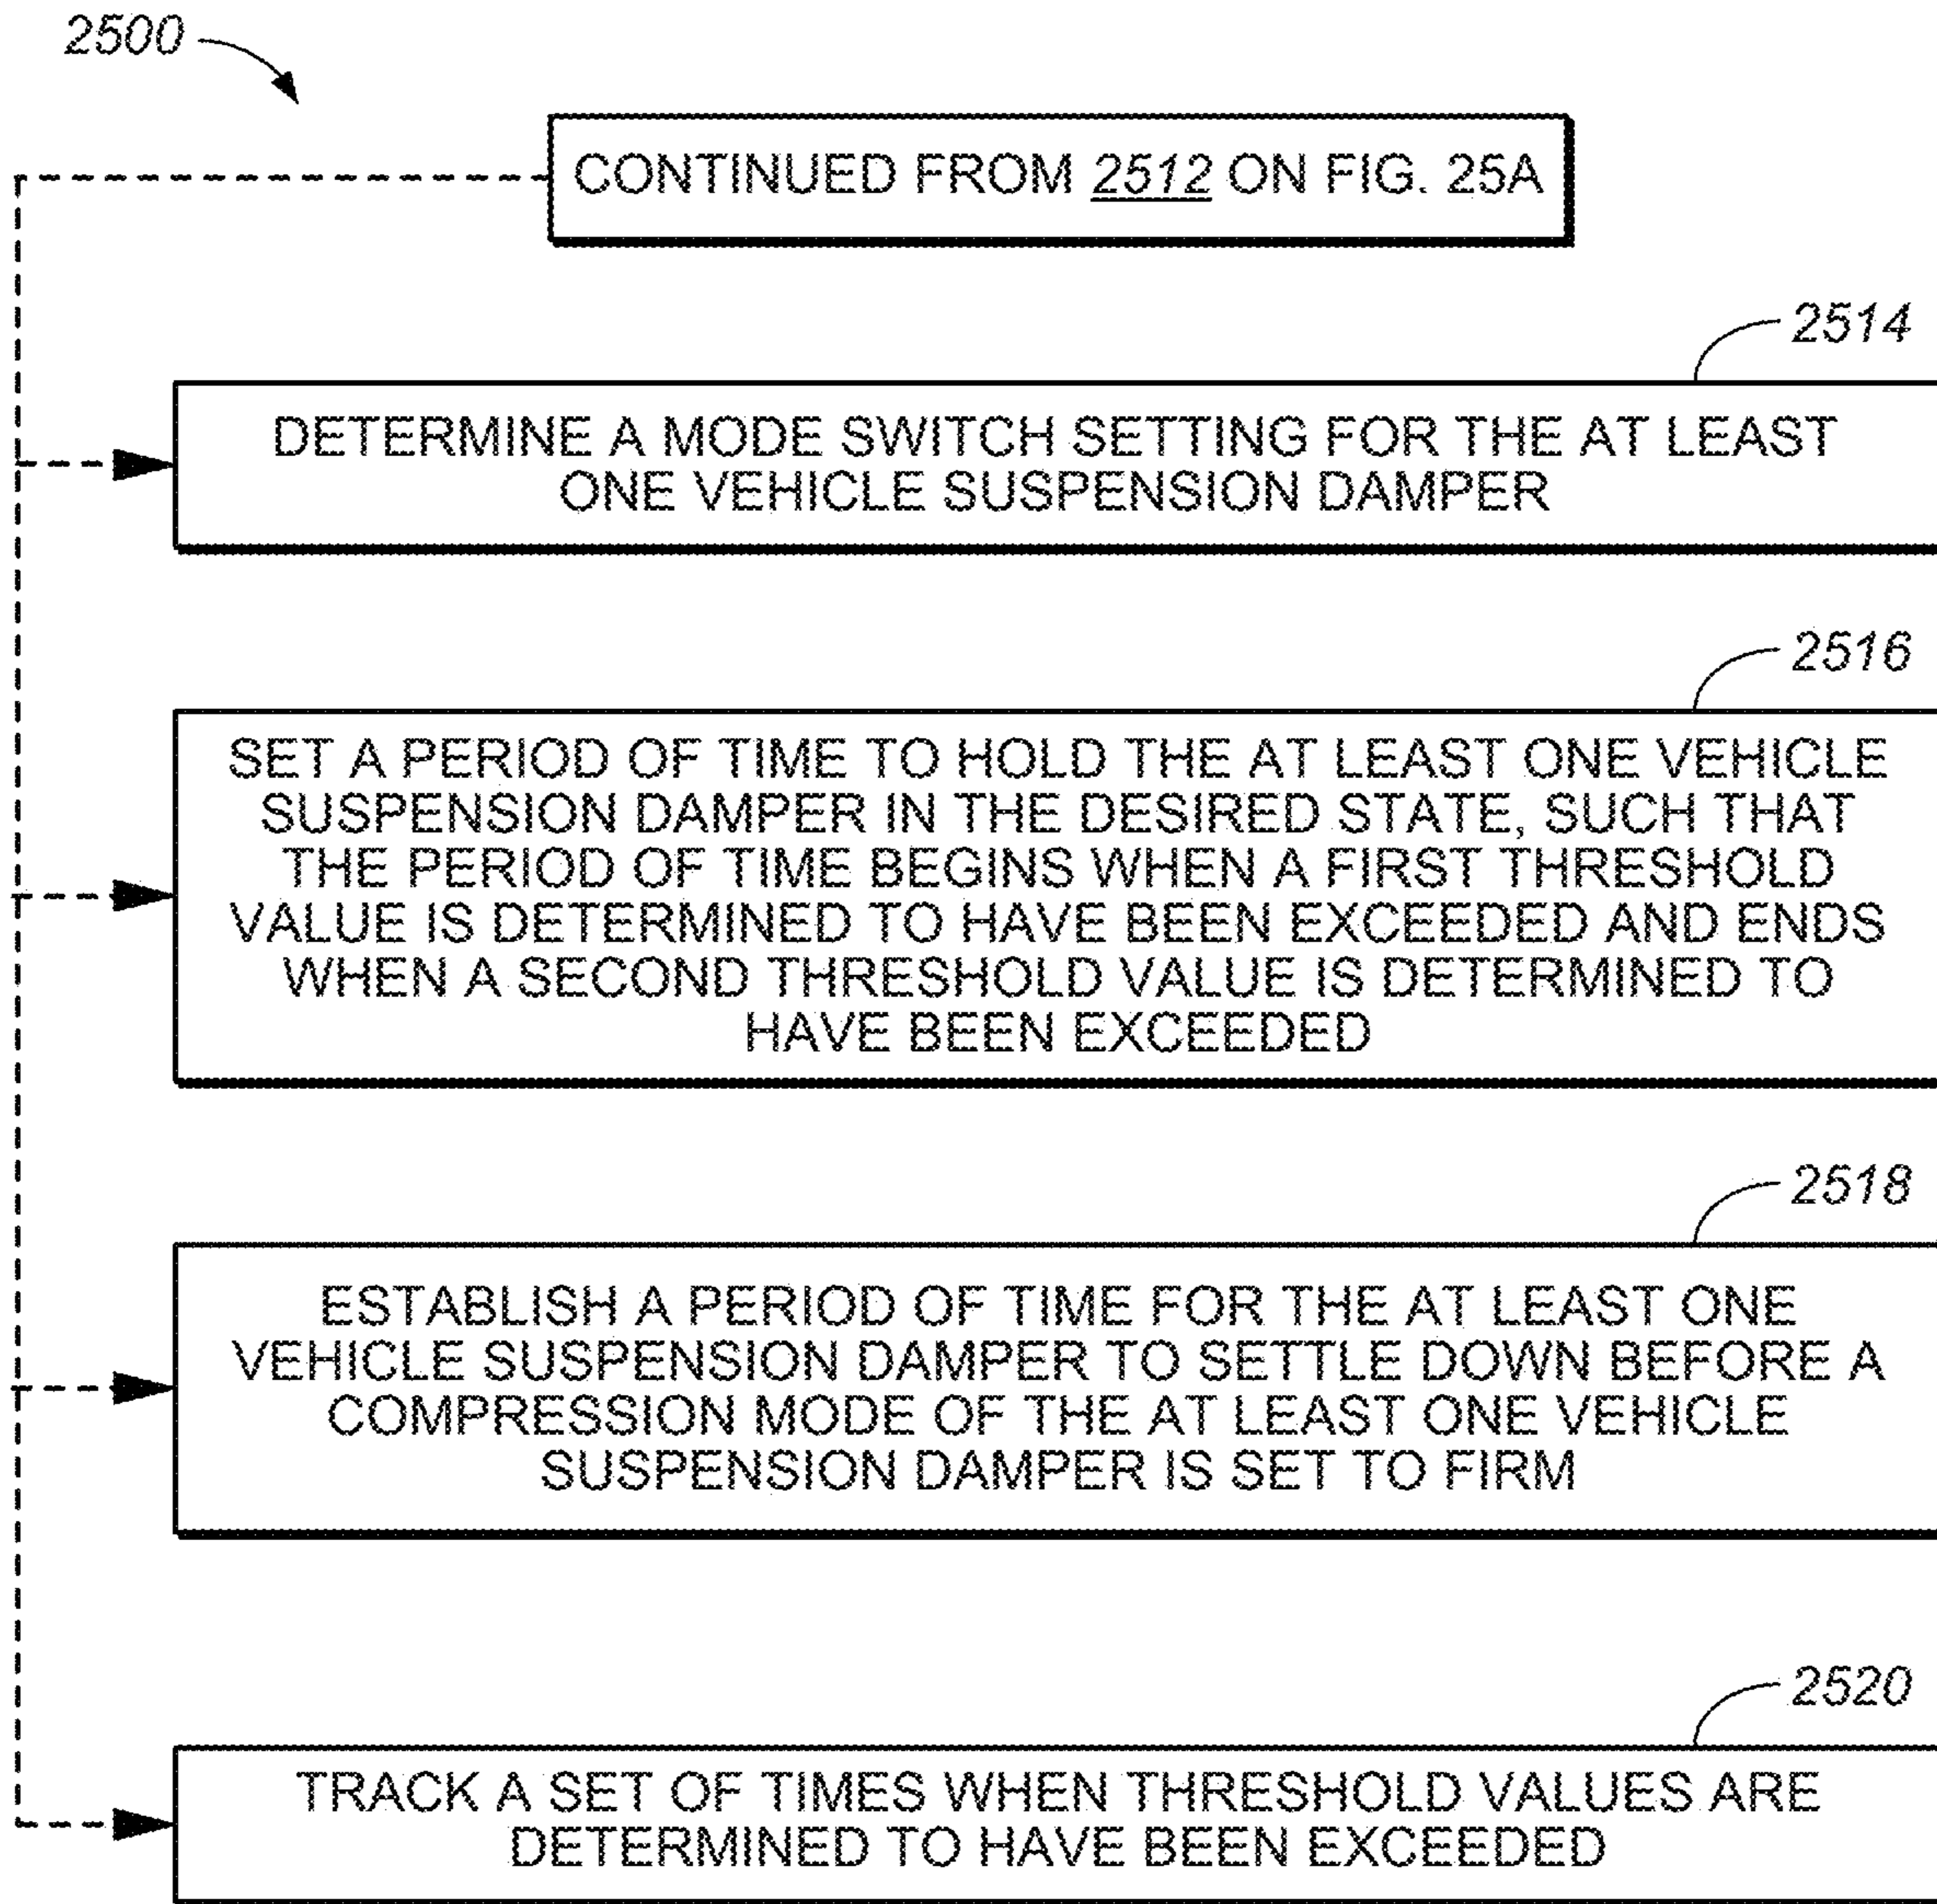 2500
CONTINUED FROM 2512 ON FIG. 25A
2514
DETERMINE A MODE SWITCH SETTING FOR THE AT LEAST
ONE VEHICLE SUSPENSION DAMPER
2516
SET A PERIOD OF TIME TO HOLD THE AT LEAST ONE VEHICLE
SUSPENSION DAMPER IN THE DESIRED STATE, SUCH THAT
THE PERIOD OF TIME BEGINS WHEN A FIRST THRESHOLD
VALUE IS DETERMINED TO HAVE BEEN EXCEEDED AND ENDS
WHEN A SECOND THRESHOLD VALUE IS DETERMINED TO
HAVE BEEN EXCEEDED
2518
ESTABLISH A PERIOD OF TIME FOR THE AT LEAST ONE
VEHICLE SUSPENSION DAMPER TO SETTLE DOWN BEFORE A
COMPRESSION MODE OF THE AT LEAST ONE VEHICLE
SUSPENSION DAMPER IS SET TO FIRM
2520
TRACK A SET OF TIMES WHEN THRESHOLD VALUES ARE
DETERMINED TO HAVE BEEN EXCEEDED